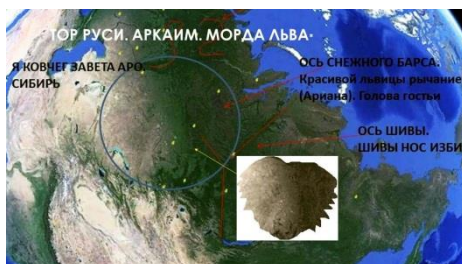 ТОР РУСИ. АРКАИМ. МОРДА ЛЬВА
Я КОВЧЕГ ЗАВЕТА АРО.
СИБИРЬ
ОСЬ СНЕЖНОГО БАРСА.
Красивой львицы рычание
(Ариана). Голова гостьи
ОСЬ ШИВЫ.
ШИВЫ НОС ИЗБИ